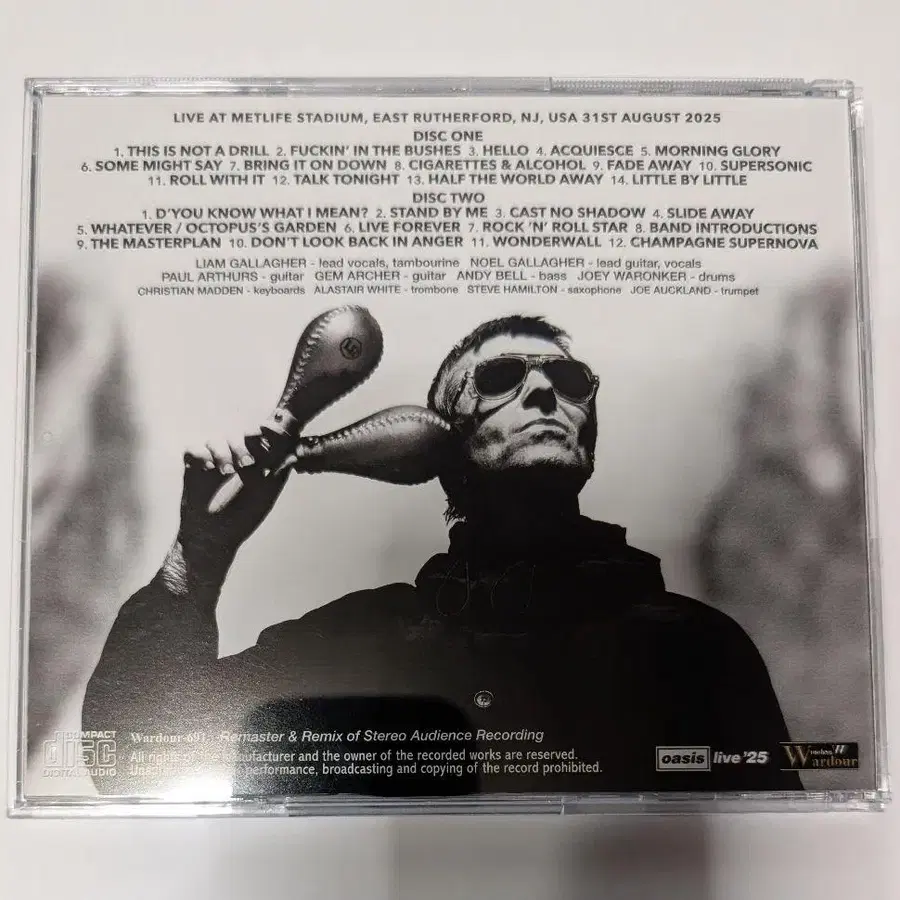 LIVE AT METLIFE STADIUM, EAST RUTHERFORD, NJ, USA 31ST AUGUST 2025
DISC ONE
1. THIS IS NOT A DRILL 2. FUCKIN' IN THE BUSHES 3. HELLO 4. ACQUIESCE 5. MORNING GLORY
6. SOME MIGHT SAY 7. BRING IT ON DOWN 8. CIGARETTES & ALCOHOL 9. FADE AWAY 10. SUPERSONIC
11. ROLL WITH IT 12. TALK TONIGHT 13. HALF THE WORLD AWAY 14. LITTLE BY LITTLE
DISC TWO
1. D'YOU KNOW WHAT I MEAN? 2. STAND BY ME 3. CAST NO SHADOW 4. SLIDE AWAY
5. WHATEVER / OCTOPUS'S GARDEN 6. LIVE FOREVER 7. ROCK 'N' ROLL STAR 8. BAND INTRODUCTIONS
9. THE MASTERPLAN 10. DON'T LOOK BACK IN ANGER 11. WONDERWALL 12. CHAMPAGNE SUPERNOVA
LIAM GALLAGHER - lead vocals, tambourine NOEL GALLAGHER - lead guitar, vocals
PAUL ARTHURS - guitar GEM ARCHER - guitar ANDY BELL - bass JOEY WARONKER - drums
CHRISTIAN MADDEN - keyboards ALASTAIR WHITE - trombone STEVE HAMILTON - saxophone JOE AUCKLAND - trumpet
COMPACT
disc
DIGITAL AUDIO
Wardour-691 Remaster & Remix of Stereo Audience Recording
All rights of the manufacturer and the owner of the recorded works are reserved.
performance, broadcasting and copying of the record prohibited.
oasis live '25
Wardour